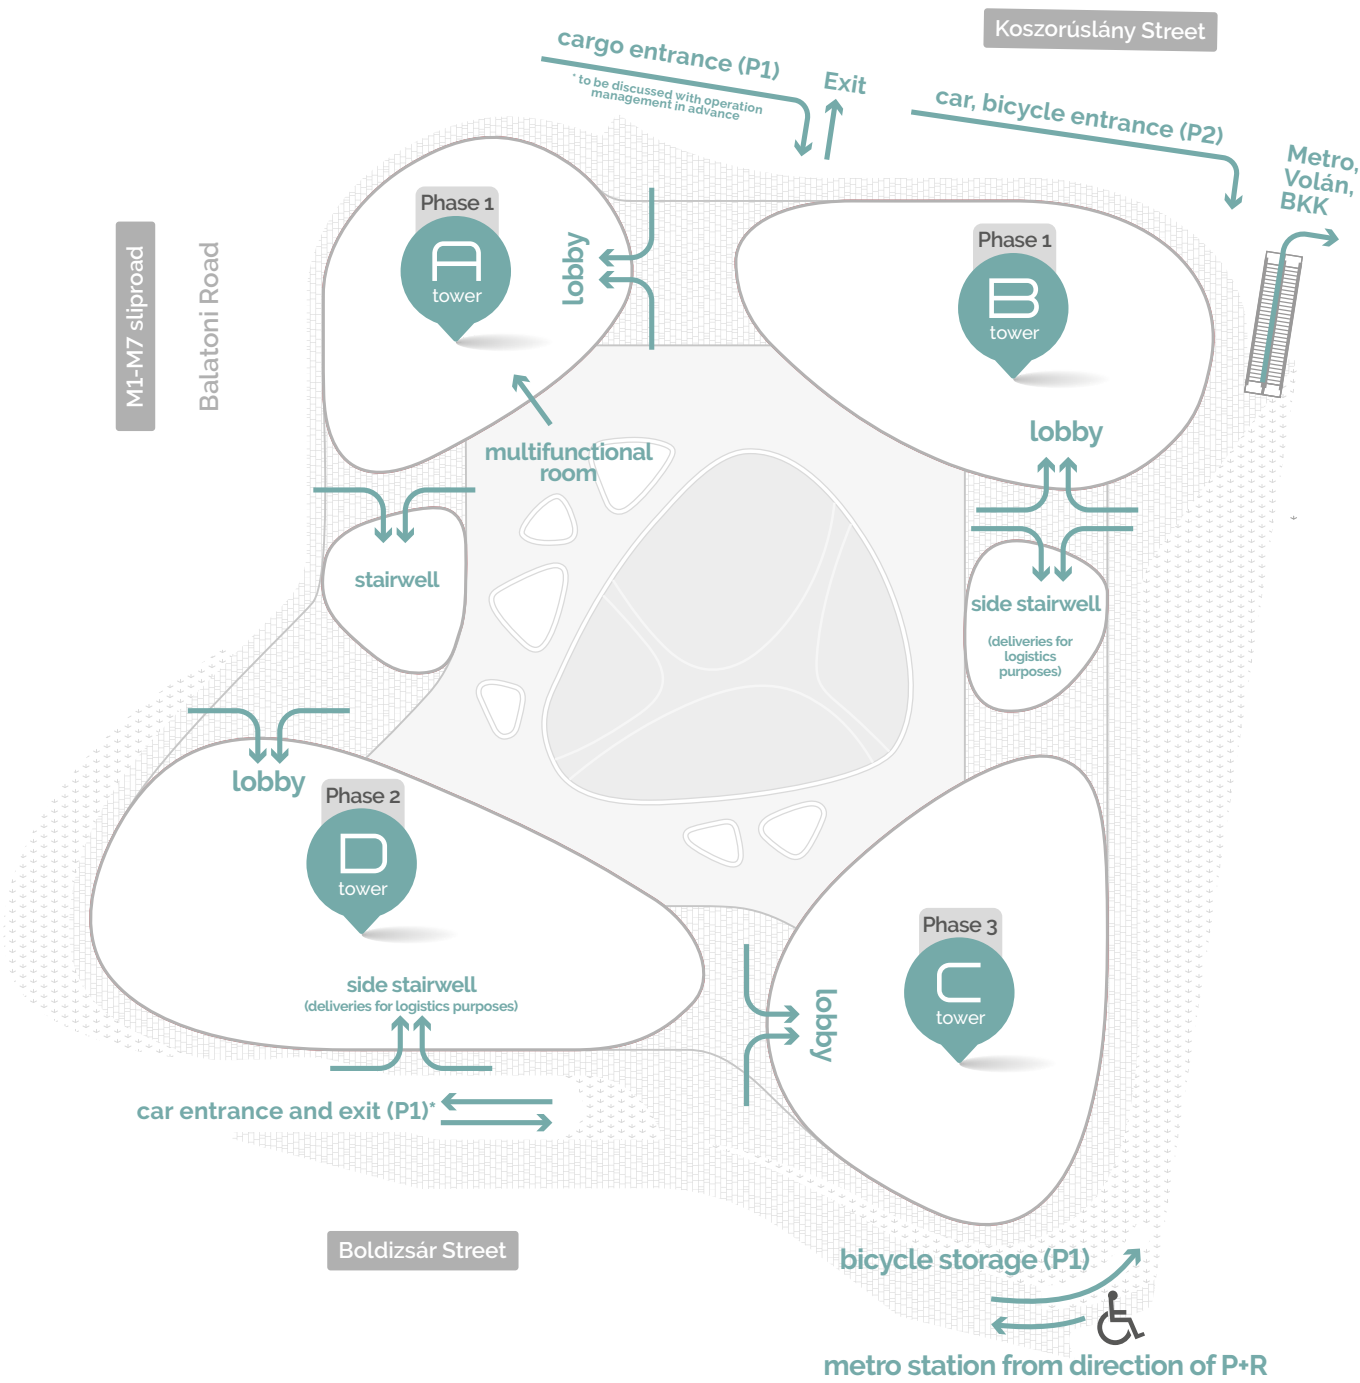 Koszorúslány Street
cargo entrance (P1)
* to be discussed with operation
management in advance
Exit
car, bicycle entrance (P2)
Metro,
Volán,
BKK
M1-M7 sliproad
Balatoni Road
Phase 1
A
tower
lobby
Phase 1
B
tower
lobby
multifunctional
room
stairwell
side stairwell
(deliveries for
logistics
purposes)
lobby
Phase 2
D
tower
side stairwell
(deliveries for logistics purposes)
Phase 3
C
tower
lobby
car entrance and exit (P1)*
Boldizsár Street
bicycle storage (P1)
metro station from direction of P+R